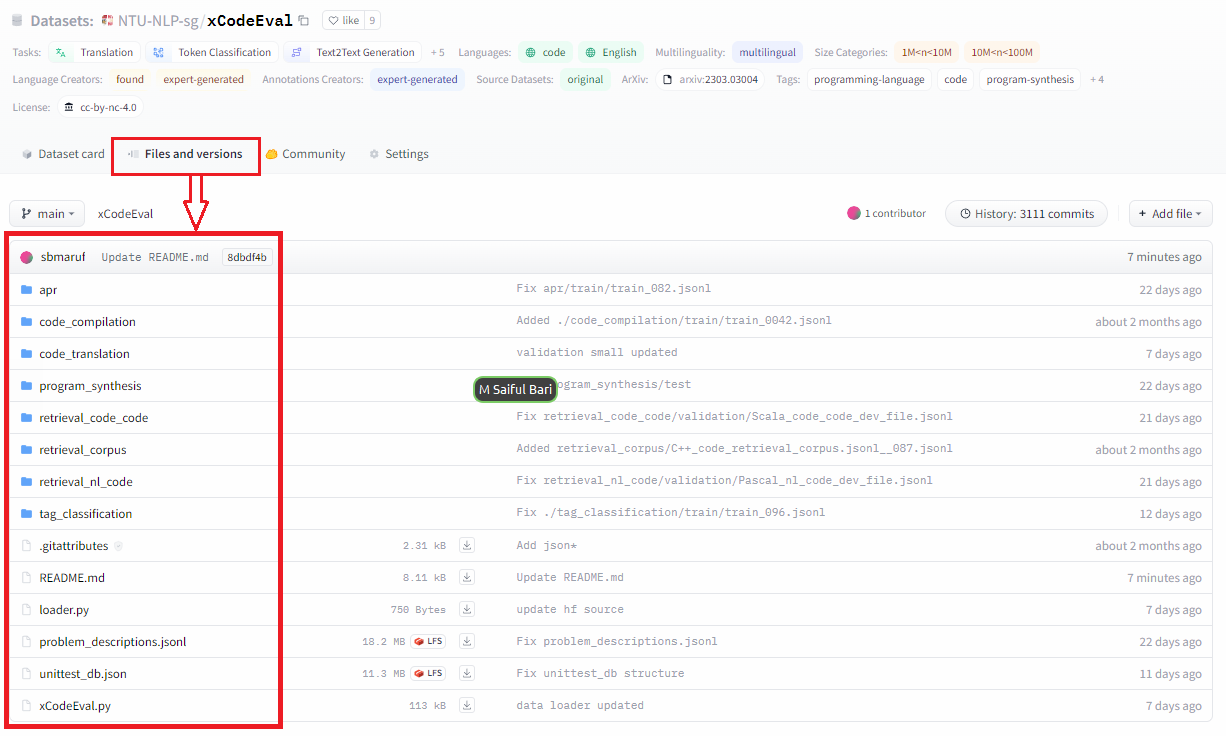 Datasets: NTU-NLP-sg/xCodeEval like 9
Tasks: Translation Token Classification Text2Text Generation + 5 Languages: code English Multilinguality: multilingual Size Categories: 1M<n<10M 10M<n<100M
Language Creators: found expert-generated Annotations Creators: expert-generated Source Datasets: original ArXiv: arxiv:2303.03004 Tags: programming-language code program-synthesis + 4
License: cc-by-nc-4.0
Dataset card Files and versions Community Settings
main xCodeEval 1 contributor History: 3111 commits + Add file
sbmaruf Update README.md 8dbdf4b 7 minutes ago
apr Fix apr/train/train_082.jsonl 22 days ago
code_compilation Added ./code_compilation/train/train_0042.jsonl about 2 months ago
code_translation validation small updated 7 days ago
program_synthesis M Saiful Bari ogram_synthesis/test 22 days ago
retrieval_code_code Fix retrieval_code_code/validation/Scala_code_code_dev_file.jsonl 21 days ago
retrieval_corpus Added retrieval_corpus/C++_code_retrieval_corpus.jsonl__087.jsonl about 2 months ago
retrieval_nl_code Fix retrieval_nl_code/validation/Pascal_nl_code_dev_file.jsonl 21 days ago
tag_classification Fix ./tag_classification/train/train_096.jsonl 12 days ago
.gitattributes 2.31 kB Add json* about 2 months ago
README.md 8.11 kB Update README.md 7 minutes ago
loader.py 750 Bytes update hf source 7 days ago
problem_descriptions.jsonl 18.2 MB LFS Fix problem_descriptions.jsonl 22 days ago
unittest_db.json 11.3 MB LFS Fix unittest_db structure 11 days ago
xCodeEval.py 113 kB data loader updated 7 days ago